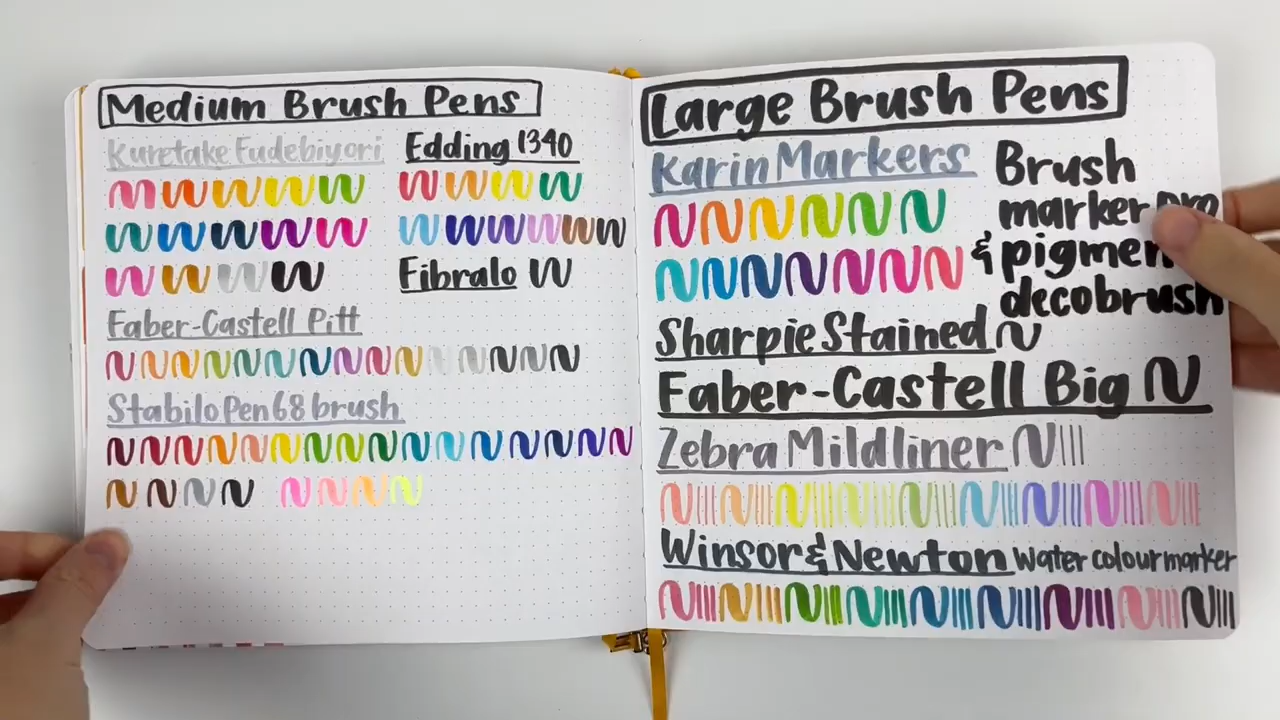 Medium Brush Pens
Kuretake Fudebiyori
Edding 1340
Fibralo
Faber-Castell Pitt
Stabilo Pen 68 brush
Large Brush Pens
Karin Markers
Brush
marker pro
& pigment
decobrush
Sharpie Stained
Faber-Castell Big
Zebra Mildliner
Winsor & Newton water colour marker